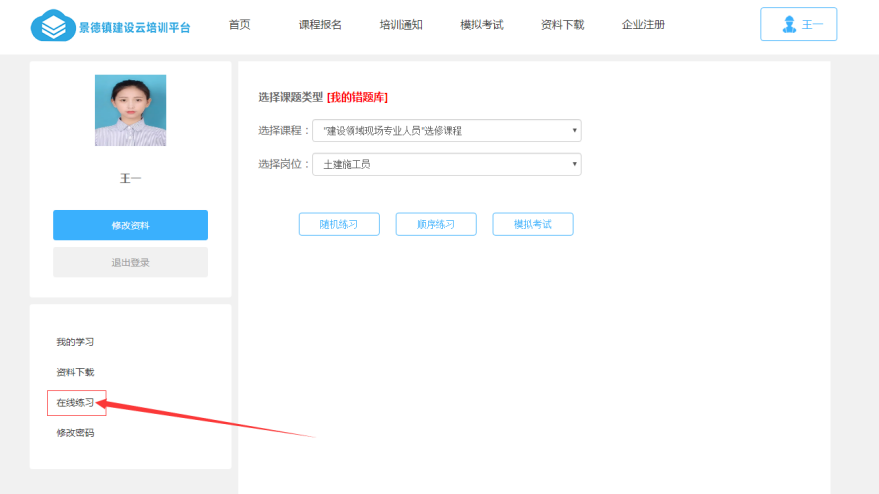 景德镇建设云培训平台 首页 课程报名 培训通知 模拟考试 资料下载 企业注册 王一
王一
修改资料
退出登录
我的学习
资料下载
在线练习
修改密码
选择课题类型 [我的错题库]
选择课程： "建设领域现场专业人员"选修课程
选择岗位： 土建施工员
随机练习 顺序练习 模拟考试